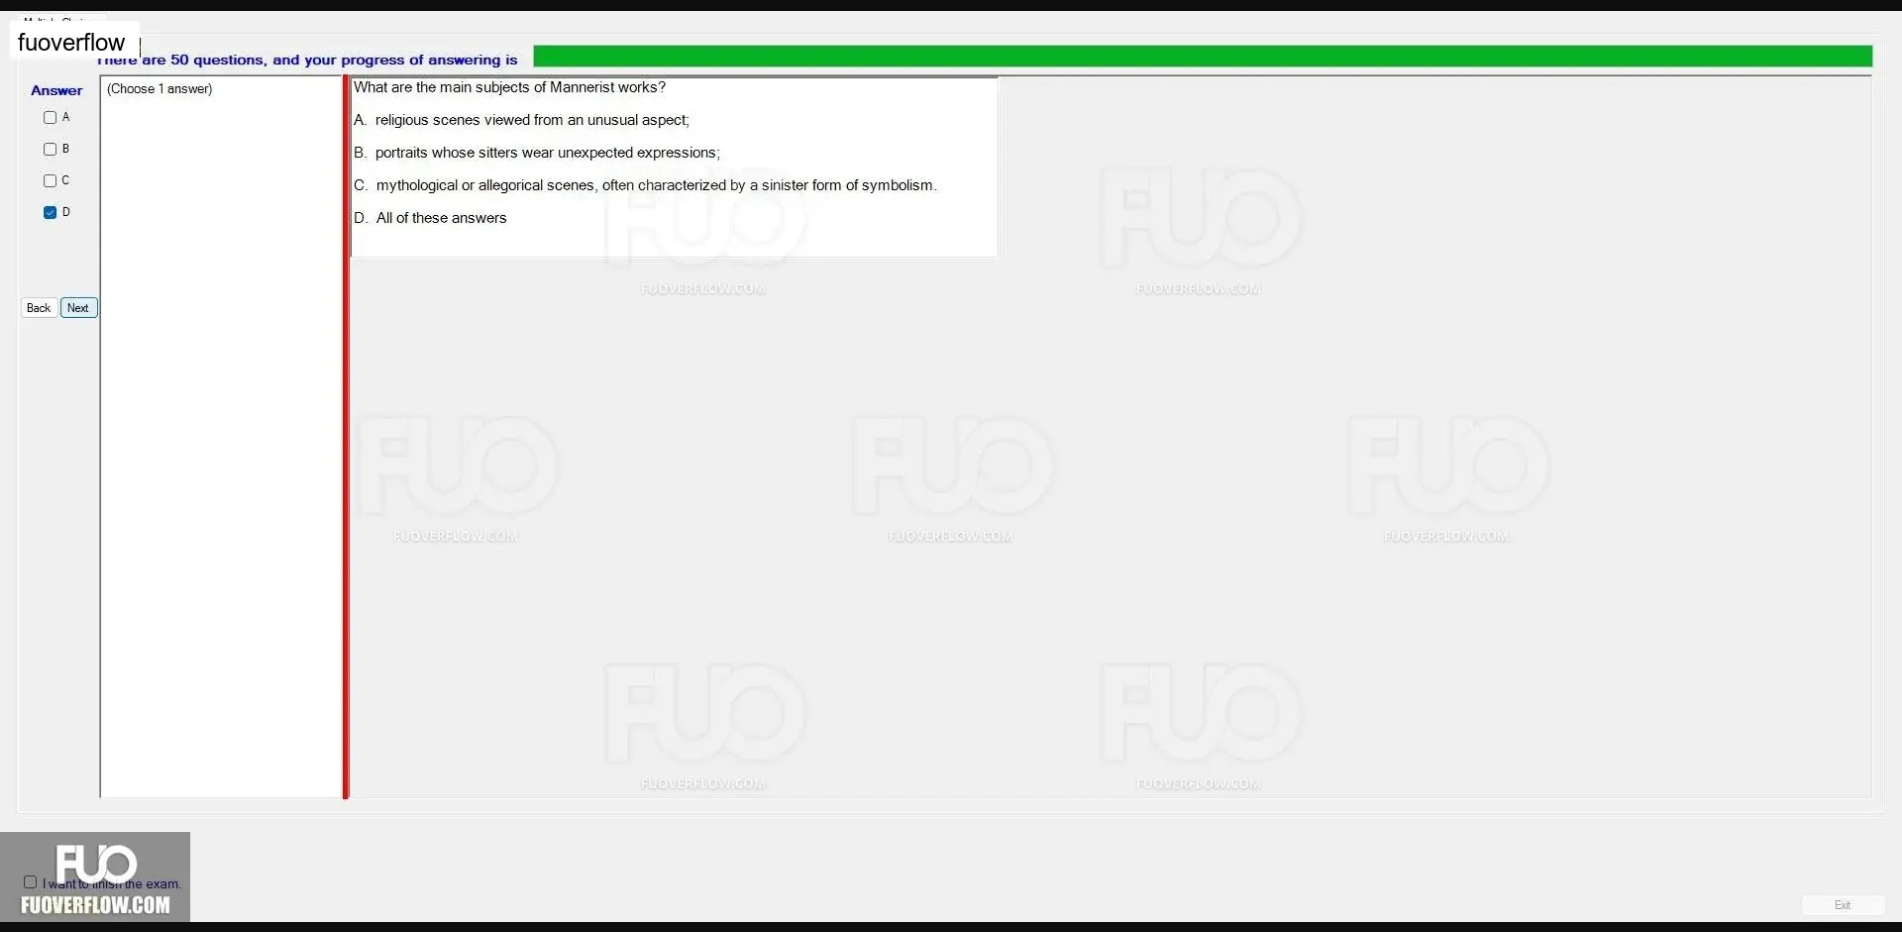 fuoverflow
There are 50 questions, and your progress of answering is
Answer
(Choose 1 answer)
A
B
C
D
Back
Next
What are the main subjects of Mannerist works?
A. religious scenes viewed from an unusual aspect;
B. portraits whose sitters wear unexpected expressions;
C. mythological or allegorical scenes, often characterized by a sinister form of symbolism.
D. All of these answers
FUO
FUOVERFLOW.COM
FUO
FUOVERFLOW.COM
FUO
FUOVERFLOW.COM
FUO
FUOVERFLOW.COM
FUO
FUOVERFLOW.COM
FUO
FUOVERFLOW.COM
FUO
FUOVERFLOW.COM
FUO
I want to finish the exam.
FUOVERFLOW.COM
Exit